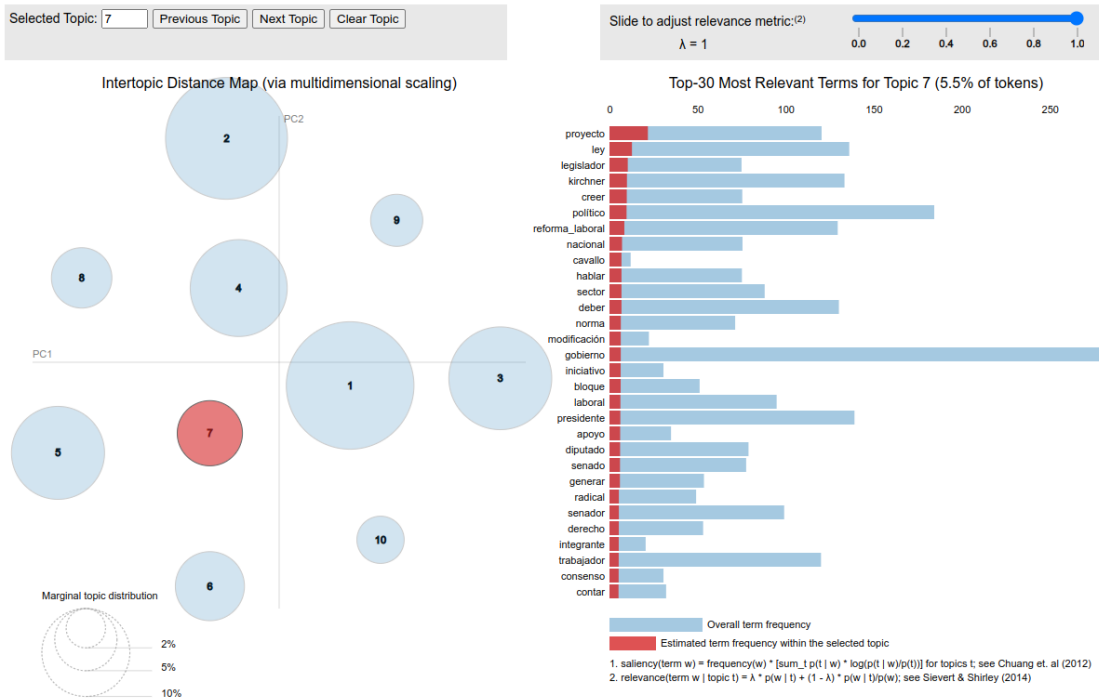 Selected Topic: 7 Previous Topic Next Topic Clear Topic
Slide to adjust relevance metric:(2)
λ = 1
0.0 0.2 0.4 0.6 0.8 1.0
Intertopic Distance Map (via multidimensional scaling)
PC2
PC1
2
9
8
4
1
3
7
5
10
6
Marginal topic distribution
2%
5%
10%
Top-30 Most Relevant Terms for Topic 7 (5.5% of tokens)
0 50 100 150 200 250
proyecto
ley
legislador
kirchner
creer
político
reforma_laboral
nacional
cavallo
hablar
sector
deber
norma
modificación
gobierno
iniciativo
bloque
laboral
presidente
apoyo
diputado
senado
generar
radical
senador
derecho
integrante
trabajador
consenso
contar
Overall term frequency
Estimated term frequency within the selected topic
1. saliency(term w) = frequency(w) * [sum_t p(t | w) * log(p(t | w)/p(t))] for topics t; see Chuang et. al (2012)
2. relevance(term w | topic t) = λ * p(w | t) + (1 - λ) * p(w | t)/p(w); see Sievert & Shirley (2014)